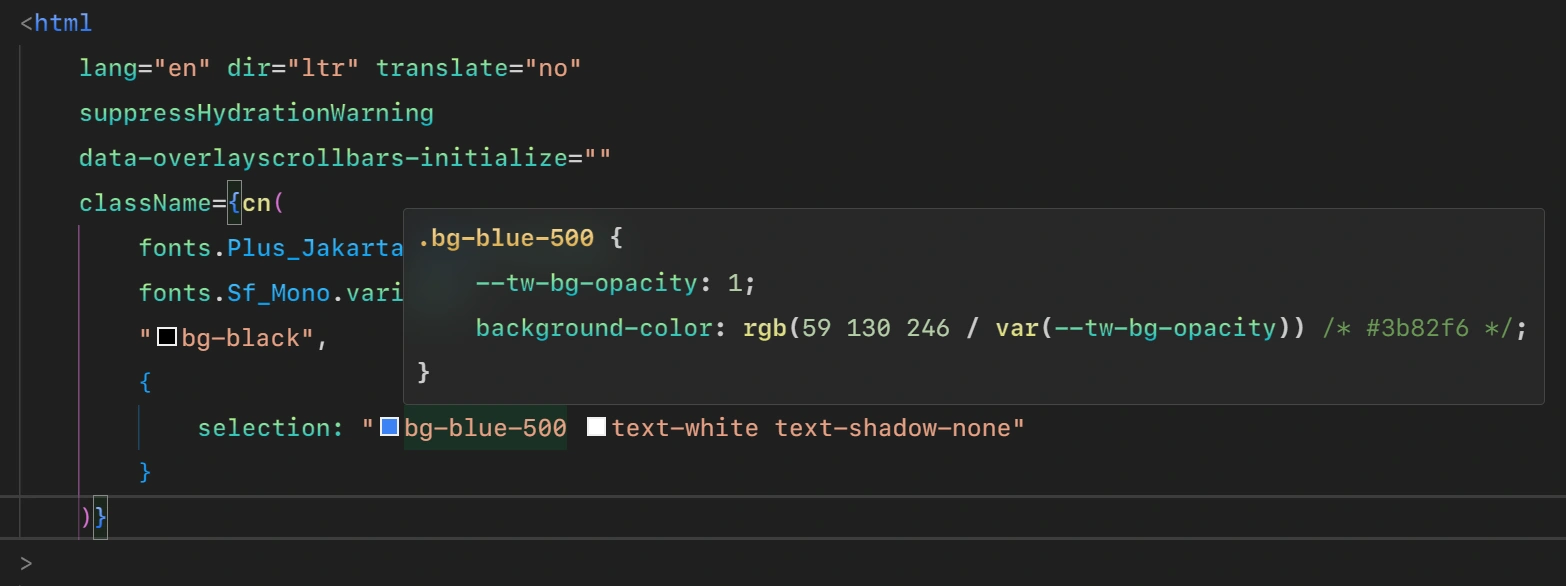 <html
lang="en" dir="ltr" translate="no"
suppressHydrationWarning
data-overlayscrollbars-initialize=""
className={cn(
fonts.Plus_Jakarta
fonts.Sf_Mono.vari
"bg-black",
{
.bg-blue-500 {
--tw-bg-opacity: 1;
background-color: rgb(59 130 246 / var(--tw-bg-opacity)) /* #3b82f6 */;
}
selection: "bg-blue-500 text-white text-shadow-none"
}
)}
>